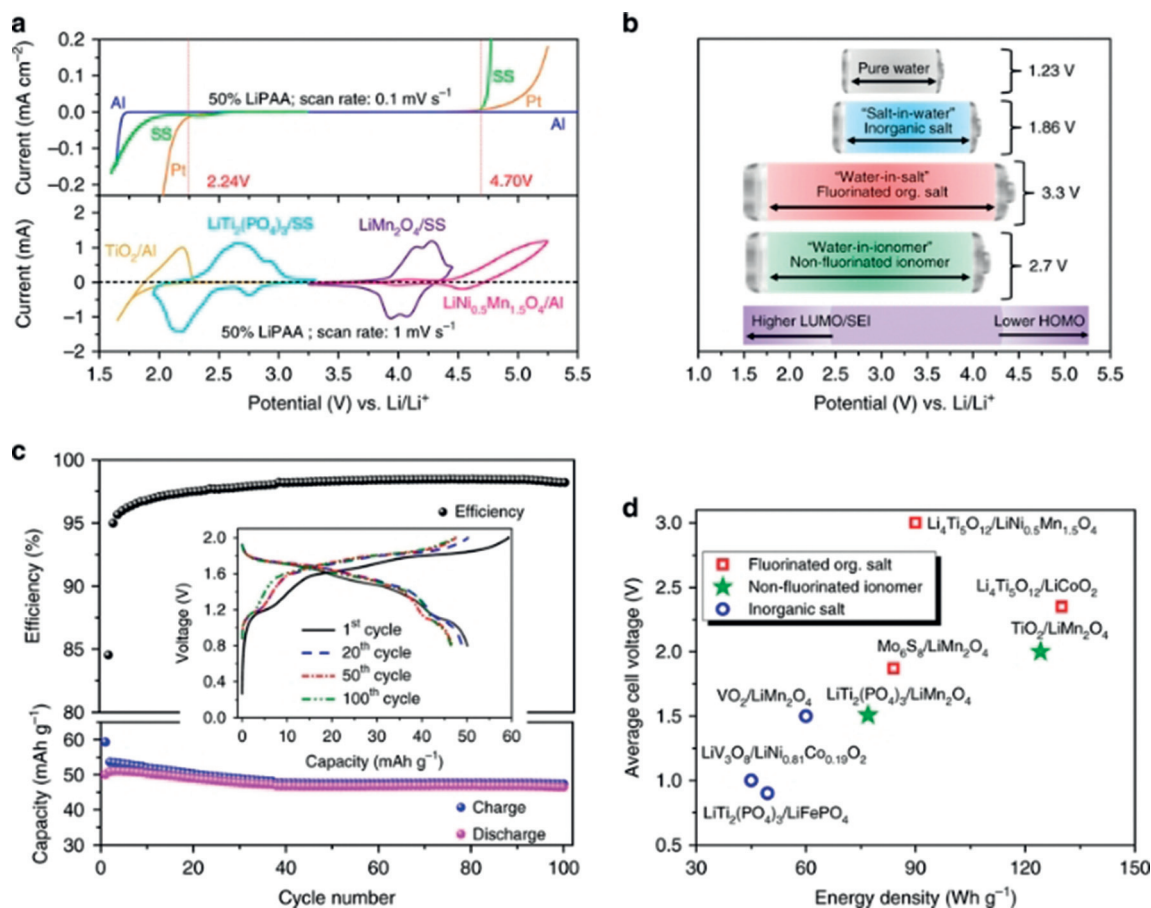 a
0.2
0.1
0.0
-0.1
-0.2
Current (mA cm⁻²)
Al
SS
Pt
50% LiPAA; scan rate: 0.1 mV s⁻¹
SS
Pt
Al
2.24V
4.70V
2
1
0
1
−2
Current (mA)
TiO₂/Al
LiTi₂(PO₄)₃/SS
LiMn₂O₄/SS
LiNi₀.₅Mn₁.₅O₄/Al
50% LiPAA ; scan rate: 1 mV s⁻¹
1.5 2.0 2.5 3.0 3.5 4.0 4.5 5.0 5.5
Potential (V) vs. Li/Li⁺
b
Pure water
1.23 V
"Salt-in-water"
Inorganic salt
1.86 V
"Water-in-salt"
Fluorinated org. salt
3.3 V
"Water-in-ionomer"
Non-fluorinated ionomer
2.7 V
Higher LUMO/SEI
Lower HOMO
1.0 1.5 2.0 2.5 3.0 3.5 4.0 4.5 5.0 5.5
Potential (V) vs. Li/Li⁺
c
100
95
90
85
80
Efficiency (%)
Efficiency
2.0
1.6
1.2
0.8
0.0
Voltage (V)
1ˢᵗ cycle
20ᵗʰ cycle
50ᵗʰ cycle
100ᵗʰ cycle
0 10 20 30 40 50 60
Capacity (mAh g⁻¹)
60
50
40
30
Capacity (mAh g⁻¹)
Charge
Discharge
0 20 40 60 80 100
Cycle number
d
3.0
2.5
2.0
1.5
1.0
0.5
Average cell voltage (V)
Fluorinated org. salt
Non-fluorinated ionomer
Inorganic salt
Li₄Ti₅O₁₂/LiNi₀.₅Mn₁.₅O₄
Li₄Ti₅O₁₂/LiCoO₂
TiO₂/LiMn₂O₄
Mo₆S₈/LiMn₂O₄
VO₂/LiMn₂O₄
LiTi₂(PO₄)₃/LiMn₂O₄
LiV₃O₈/LiNi₀.₈₁Co₀.₁₉O₂
LiTi₂(PO₄)₃/LiFePO₄
30 60 90 120 150
Energy density (Wh g⁻¹)